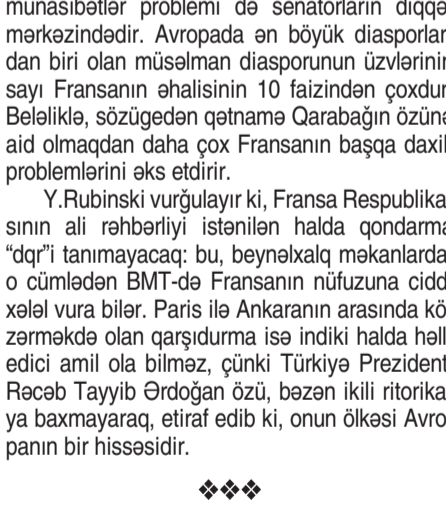 münasibətlər problemi də senatorların diqqə
mərkəzindədir. Avropada ən böyük diasporlar
dan biri olan müsəlman diasporunun üzvlərinin
sayı Fransanın əhalisinin 10 faizindən çoxdur
Beləliklə, sözügedən qətnamə Qarabağın özünə
aid olmaqdan daha çox Fransanın başqa daxil
problemlərini əks etdirir.
Y.Rubinski vurğulayır ki, Fransa Respublika
sının ali rəhbərliyi istənilən halda qondarma
“dqr”i tanımayacaq: bu, beynəlxalq məkanlarda
o cümlədən BMT-də Fransanın nüfuzuna cidd
xələl vura bilər. Paris ilə Ankaranın arasında kö
zərməkdə olan qarşıdurma isə indiki halda həll
edici amil ola bilməz, çünki Türkiyə Prezident
Rəcəb Tayyib Ərdoğan özü, bəzən ikili ritorika
ya baxmayaraq, etiraf edib ki, onun ölkəsi Avro
panın bir hissəsidir.
❖❖❖